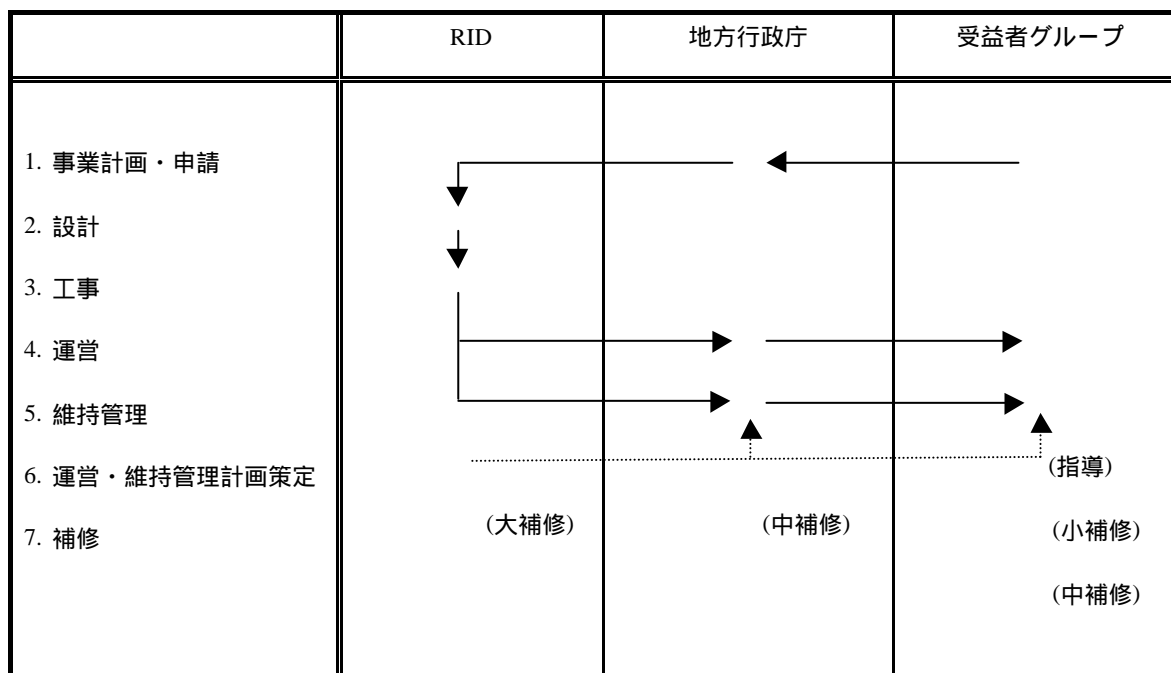 RID 地方行政庁 受益者グループ
1. 事業計画・申請
2. 設計
3. 工事
4. 運営
5. 維持管理
6. 運営・維持管理計画策定 (指導)
7. 補修 (大補修) (中補修) (小補修)
(中補修)